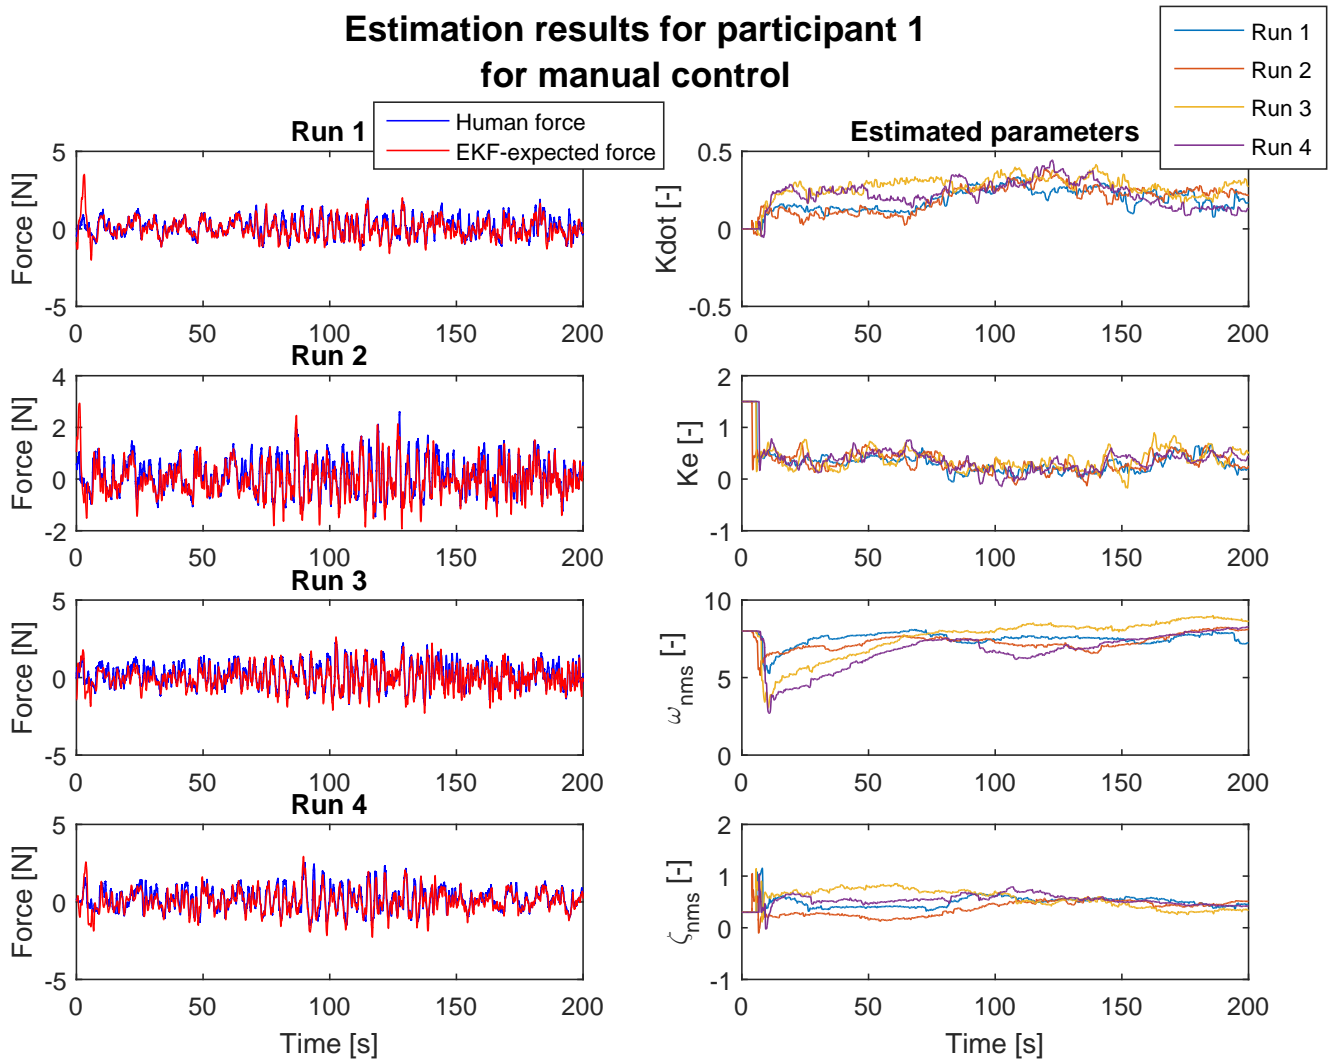 Estimation results for participant 1
for manual control
Run 1
Run 2
Run 3
Run 4
Run 1
Human force
EKF-expected force
Force [N]
5
0
-5
0 50 100 150 200
Estimated parameters
Kdot [-]
0.5
0
-0.5
0 50 100 150 200
Run 2
Force [N]
4
2
0
-2
0 50 100 150 200
Ke [-]
2
1
0
-1
0 50 100 150 200
Run 3
Force [N]
5
0
-5
0 50 100 150 200
ωnms [-]
10
5
0
0 50 100 150 200
Run 4
Force [N]
5
0
-5
0 50 100 150 200
Time [s]
ζnms [-]
2
1
0
-1
0 50 100 150 200
Time [s]